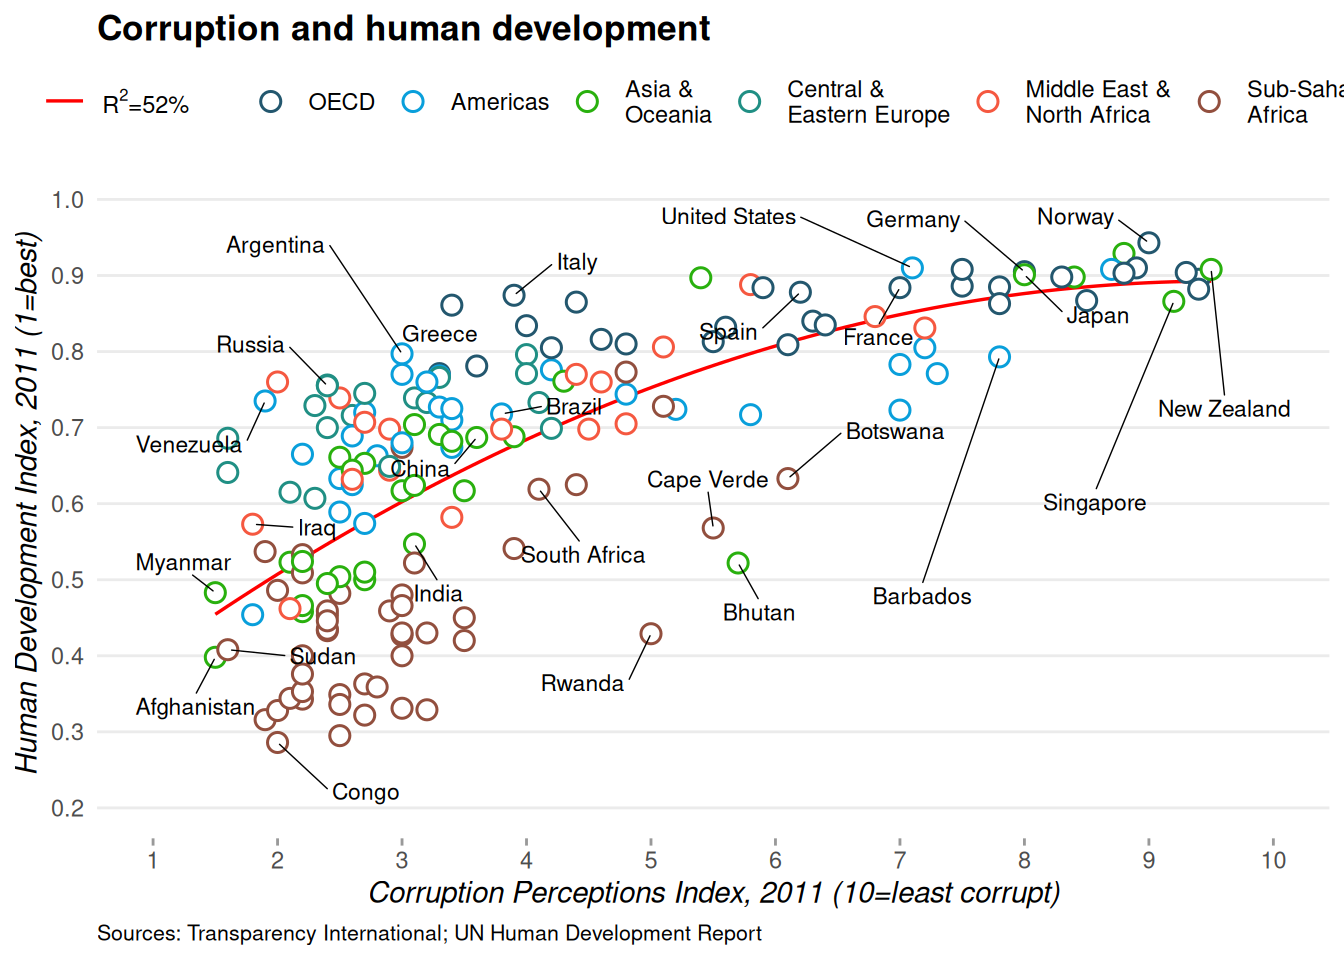 Corruption and human development
R2=52%
OECD
Americas
Asia &
Oceania
Central &
Eastern Europe
Middle East &
North Africa
Sub-Saha
Africa
Human Development Index, 2011 (1=best)
1.0
0.9
0.8
0.7
0.6
0.5
0.4
0.3
0.2
United States
Germany
Norway
Argentina
Italy
Greece
Spain
France
Japan
Russia
Brazil
New Zealand
Venezuela
China
Botswana
Cape Verde
Singapore
Iraq
South Africa
Myanmar
India
Bhutan
Barbados
Sudan
Rwanda
Afghanistan
Congo
1
2
3
4
5
6
7
8
9
10
Corruption Perceptions Index, 2011 (10=least corrupt)
Sources: Transparency International; UN Human Development Report